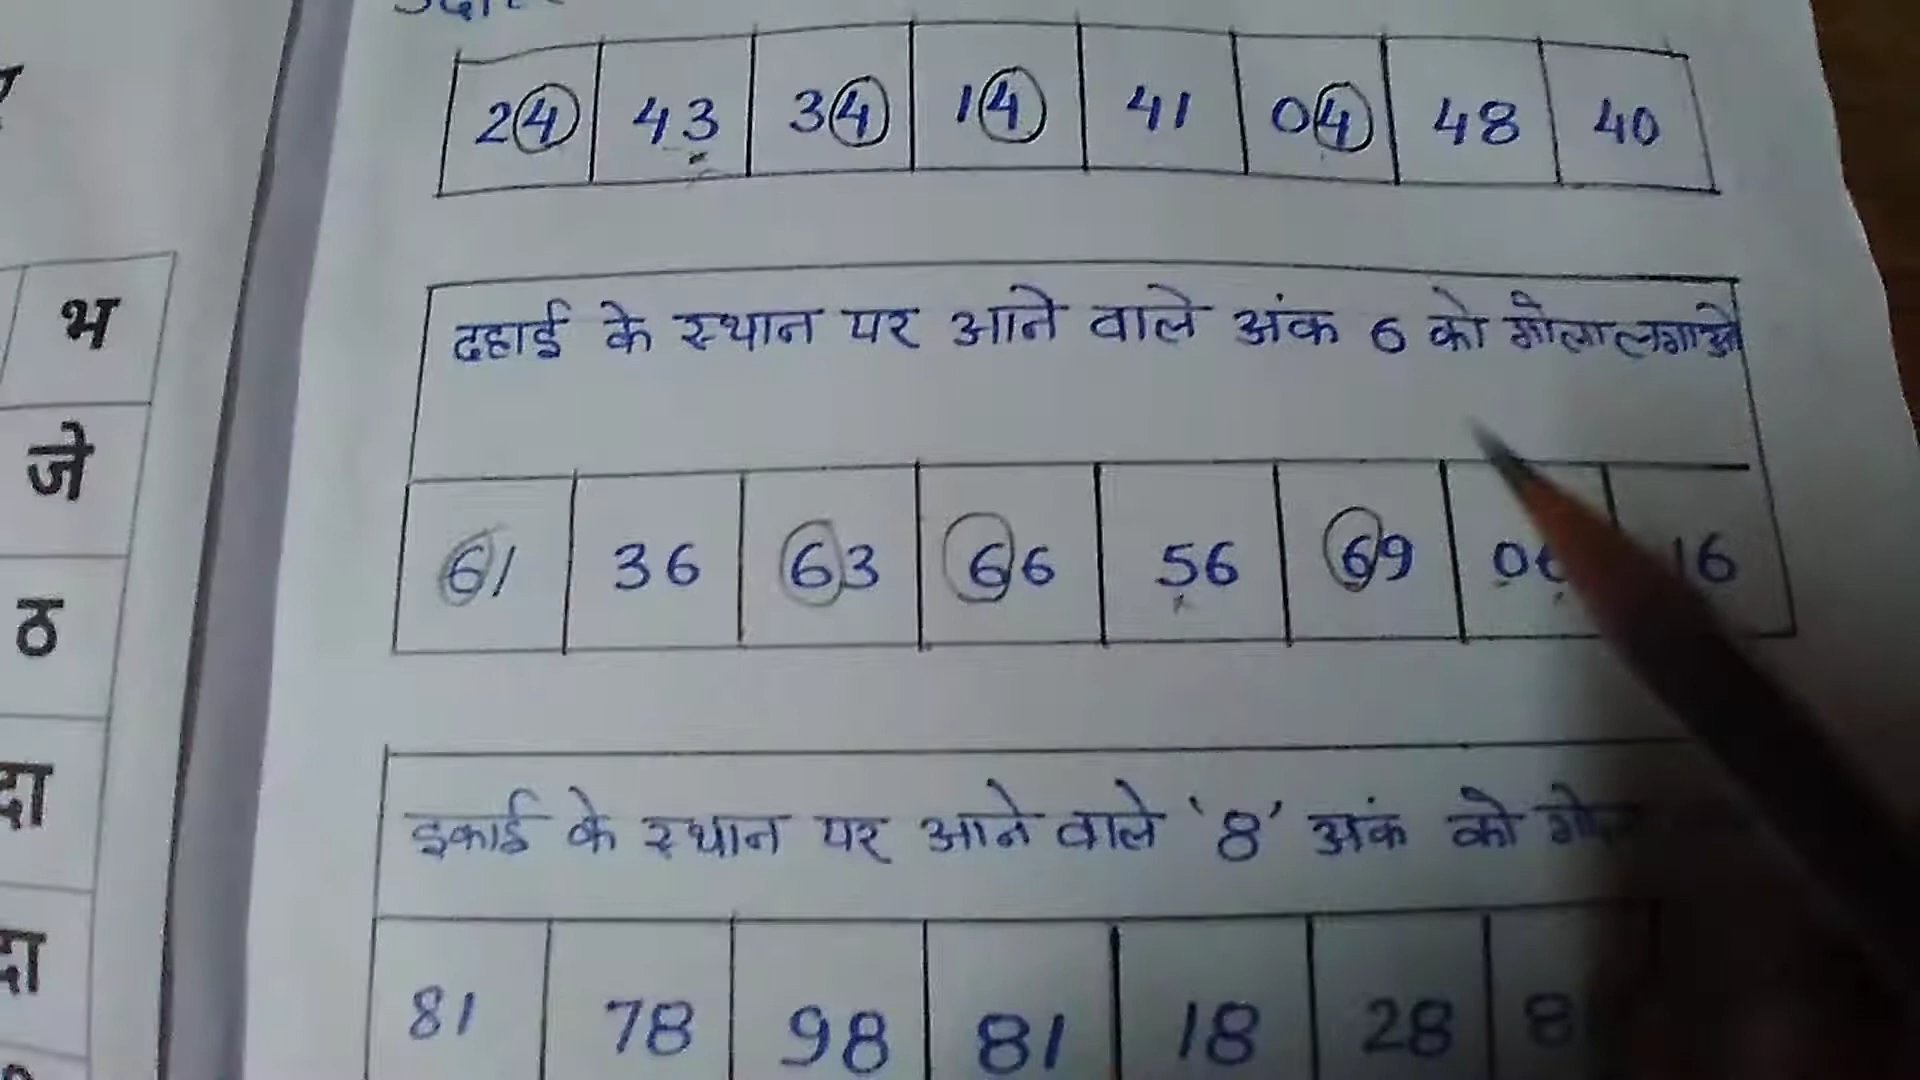 24 43 34 14 41 04 48 40
दहाई के स्थान पर आने वाले अंक 6 को गोला लगाओ
61 36 63 66 56 69 06 16
इकाई के स्थान पर आने वाले '8' अंक को
81 78 98 81 18 28
भ
जे
ठ
दा
दा